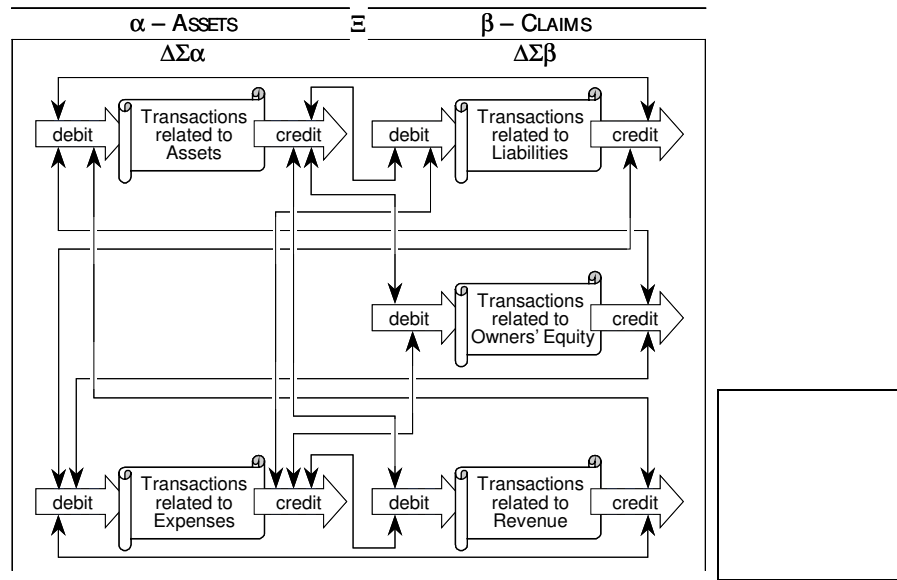 α – ASSETS Ξ β – CLAIMS
ΔΣα ΔΣβ
debit
Transactions
related to
Assets
credit
debit
Transactions
related to
Liabilities
credit
debit
Transactions
related to
Owners' Equity
credit
debit
Transactions
related to
Expenses
credit
debit
Transactions
related to
Revenue
credit